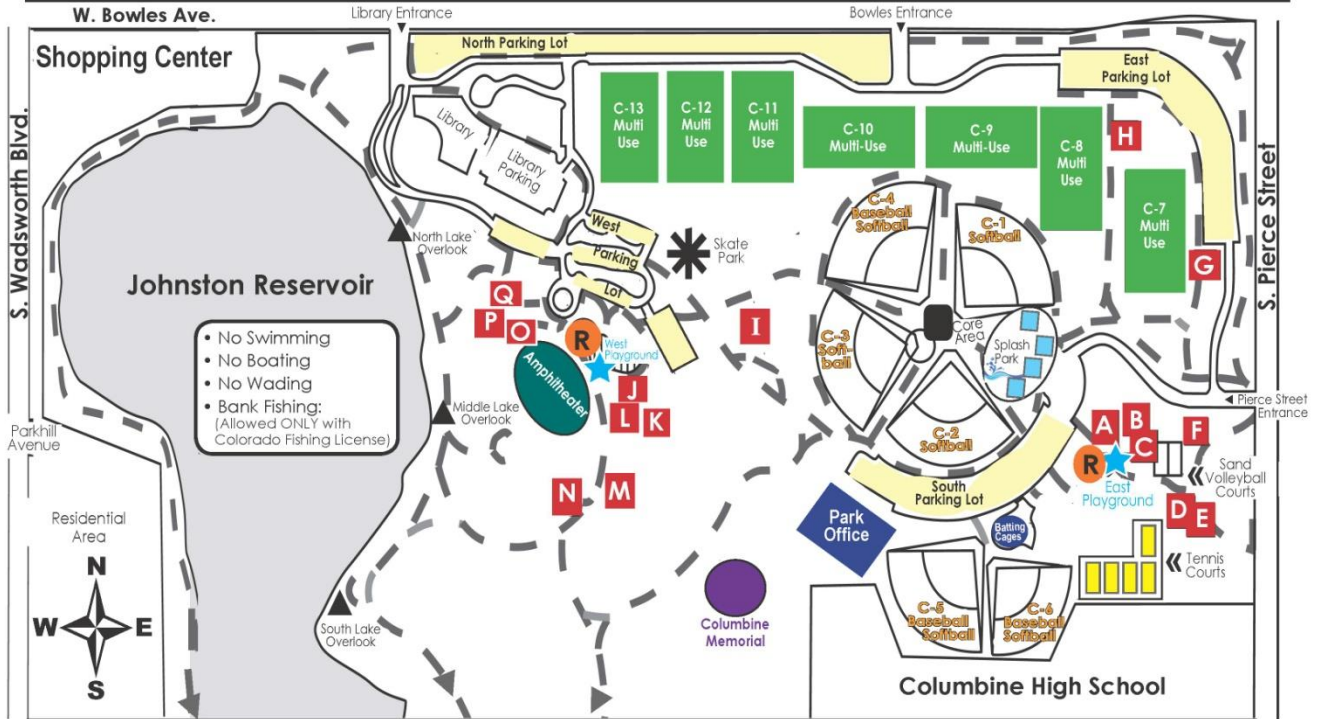 W. Bowles Ave.
Library Entrance
Bowles Entrance
Shopping Center
North Parking Lot
East
Parking Lot
S. Wadsworth Blvd.
S. Pierce Street
Library
Library
Parking
C-13
Multi
Use
C-12
Multi
Use
C-11
Multi
Use
C-10
Multi-Use
C-9
Multi-Use
C-8
Multi
Use
H
C-7
Multi
Use
G
C-4
Baseball
Softball
C-1
Softball
North Lake
Overlook
West
Parking
Lot
Skate
Park
Johnston Reservoir
• No Swimming
• No Boating
• No Wading
• Bank Fishing:
(Allowed ONLY with
Colorado Fishing License)
Q
P
O
R
West
Playground
I
C-3
Soft-
ball
Core
Area
Splash
Park
Amphitheater
J
L
K
Middle Lake
Overlook
Parkhill
Avenue
Pierce Street
Entrance
C-2
Softball
A
B
C
F
R
East
Playground
Sand
Volleyball
Courts
N
M
South
Parking Lot
D
E
Park
Office
Batting
Cages
Tennis
Courts
Residential
Area
N
W
E
S
South Lake
Overlook
Columbine
Memorial
C-5
Baseball
Softball
C-6
Baseball
Softball
Columbine High School